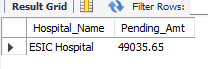 Result Grid Filter Rows:
Hospital_Name Pending_Amt
ESIC Hospital 49035.65